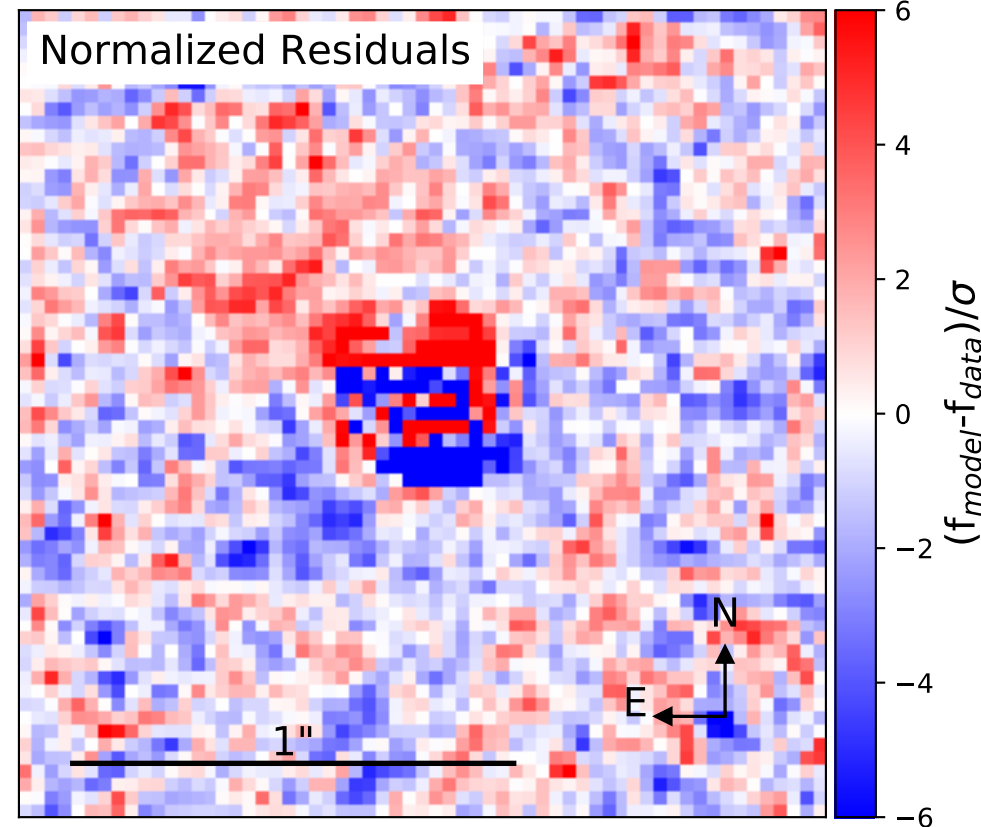 Normalized Residuals
6
4
2
0
−2
−4
−6
(f_model-f_data)/σ
N
E
1"